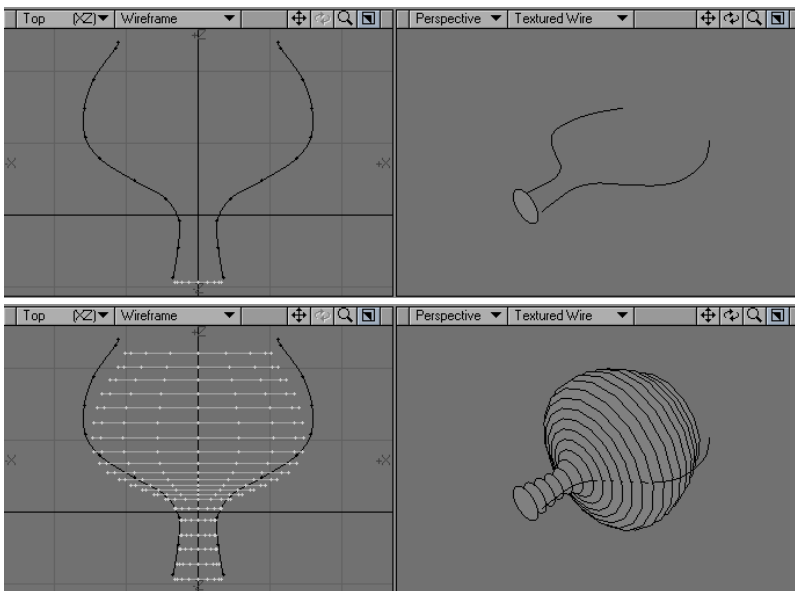 Top (XZ) Wireframe
Perspective Textured Wire
+Z
-X +X
-Z
Top (XZ) Wireframe
Perspective Textured Wire
+Z
-X +X
-Z